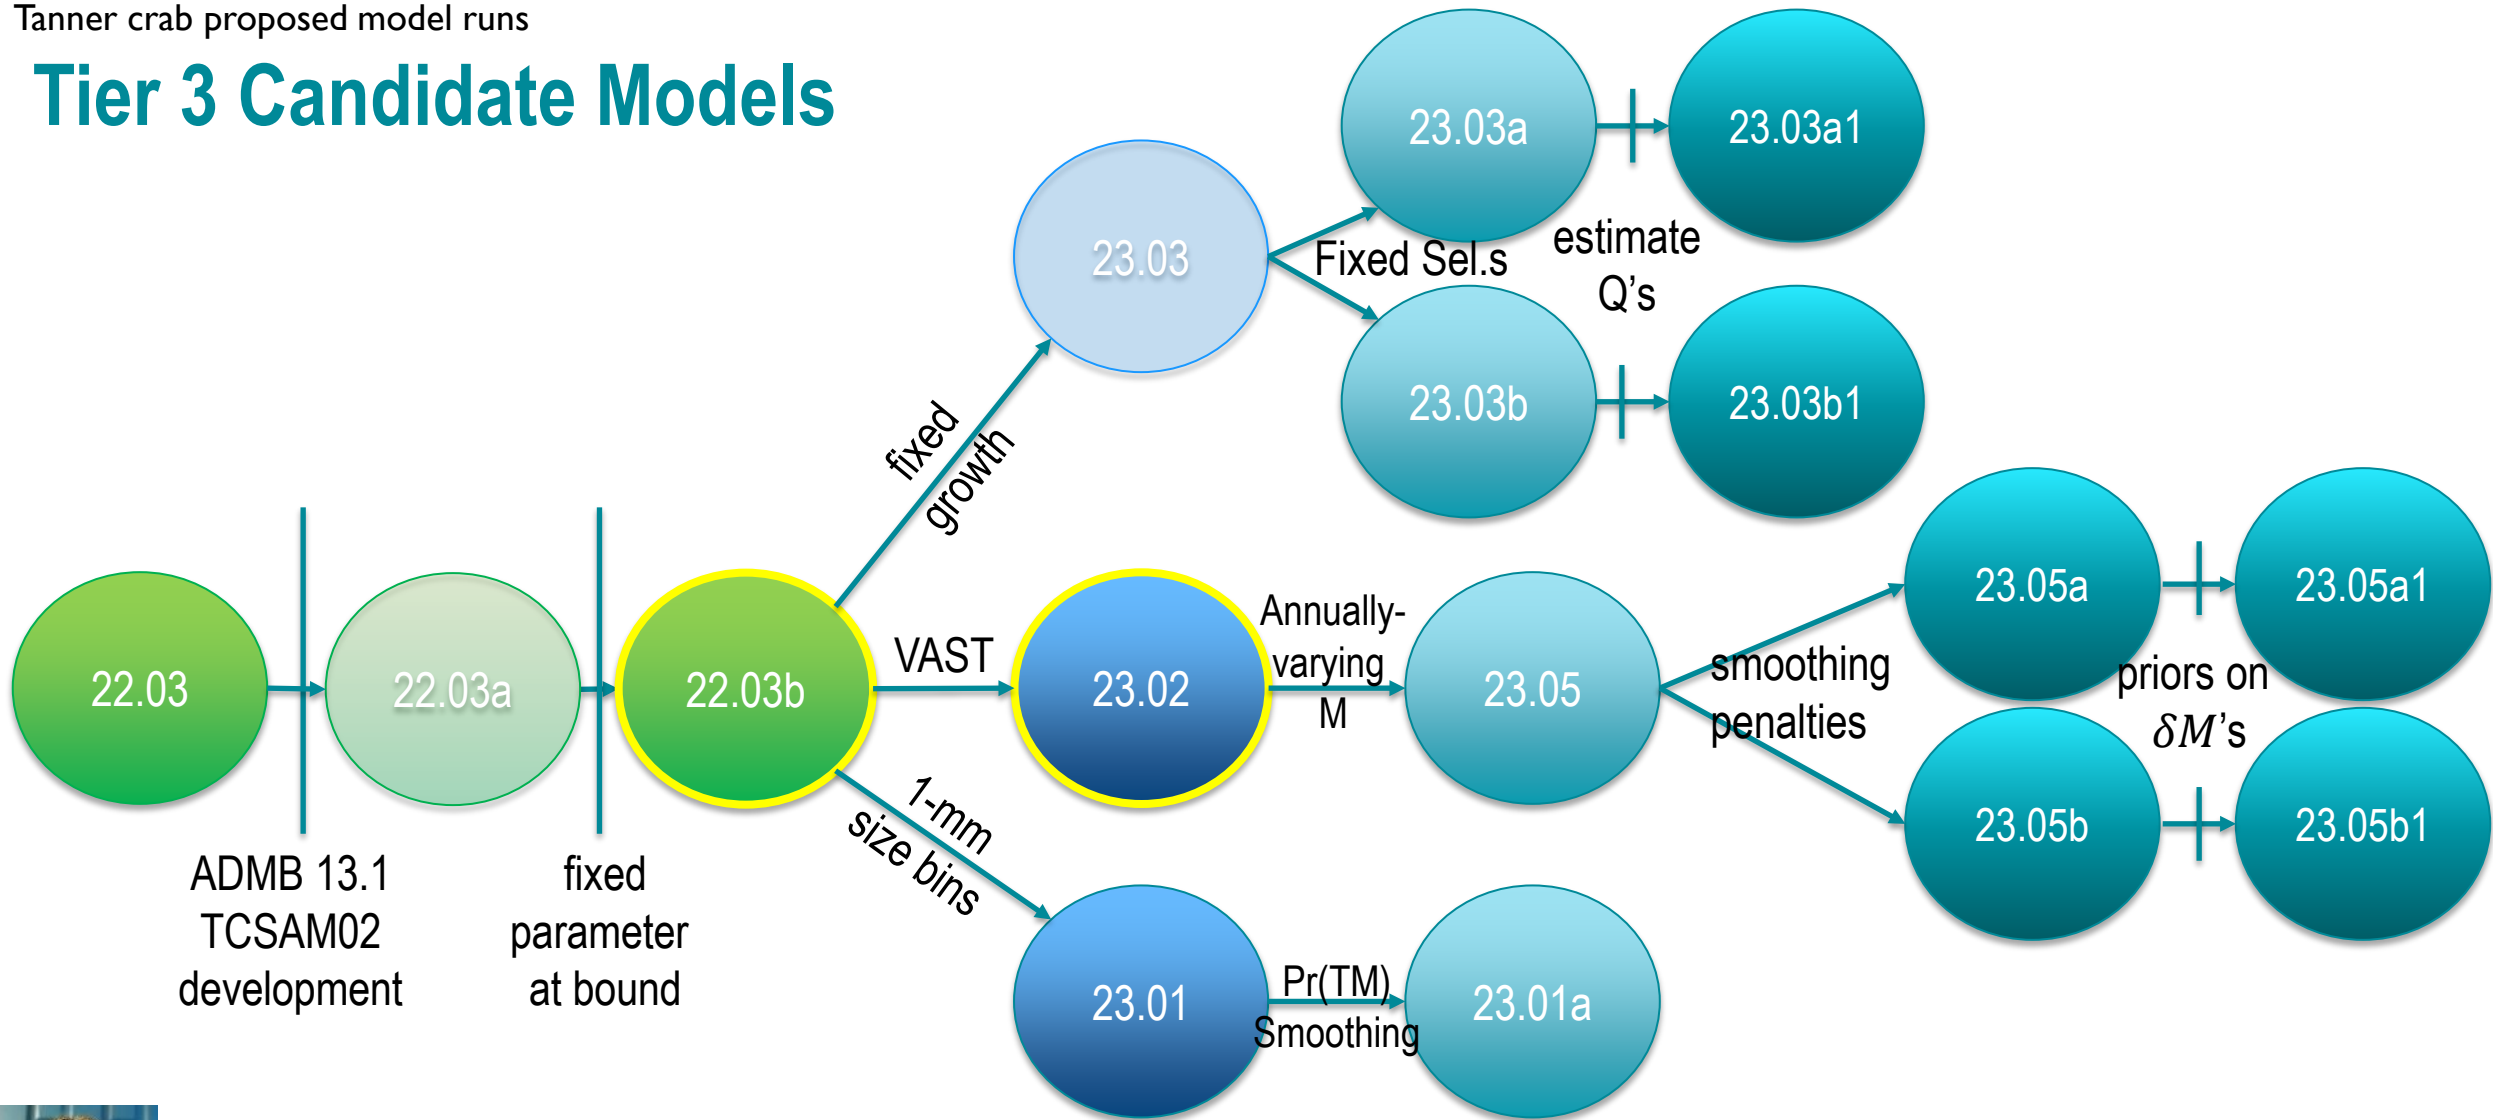 Tanner crab proposed model runs
Tier 3 Candidate Models
23.03a
23.03a1
23.03
Fixed Sel.s
estimate
Q’s
23.03b
23.03b1
fixed
growth
22.03
22.03a
22.03b
VAST
23.02
Annually-
varying
M
23.05
smoothing
penalties
23.05a
23.05a1
priors on
δM’s
23.05b
23.05b1
ADMB 13.1
TCSAM02
development
fixed
parameter
at bound
1-mm
size bins
23.01
Pr(TM)
Smoothing
23.01a